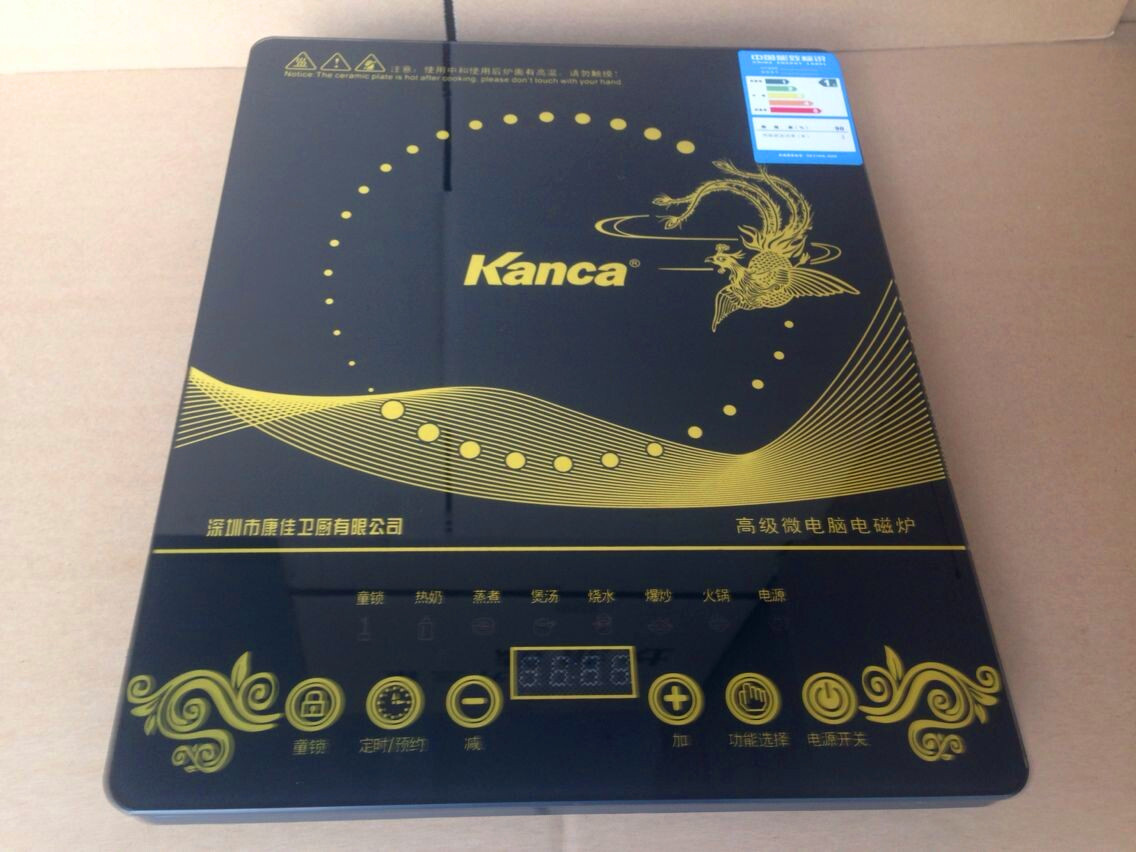 注意：使用中和使用后炉面有高温，请勿触摸！
Notice:The ceramic plate is hot after cooking. please don't touch with your hand.
中国能效标识
CHINA ENERGY LABEL
Kanca®
深圳市康佳卫厨有限公司
高级微电脑电磁炉
童锁 热奶 蒸煮 煲汤 烧水 爆炒 火锅 电源
童锁 定时/预约 减 加 功能选择 电源开关